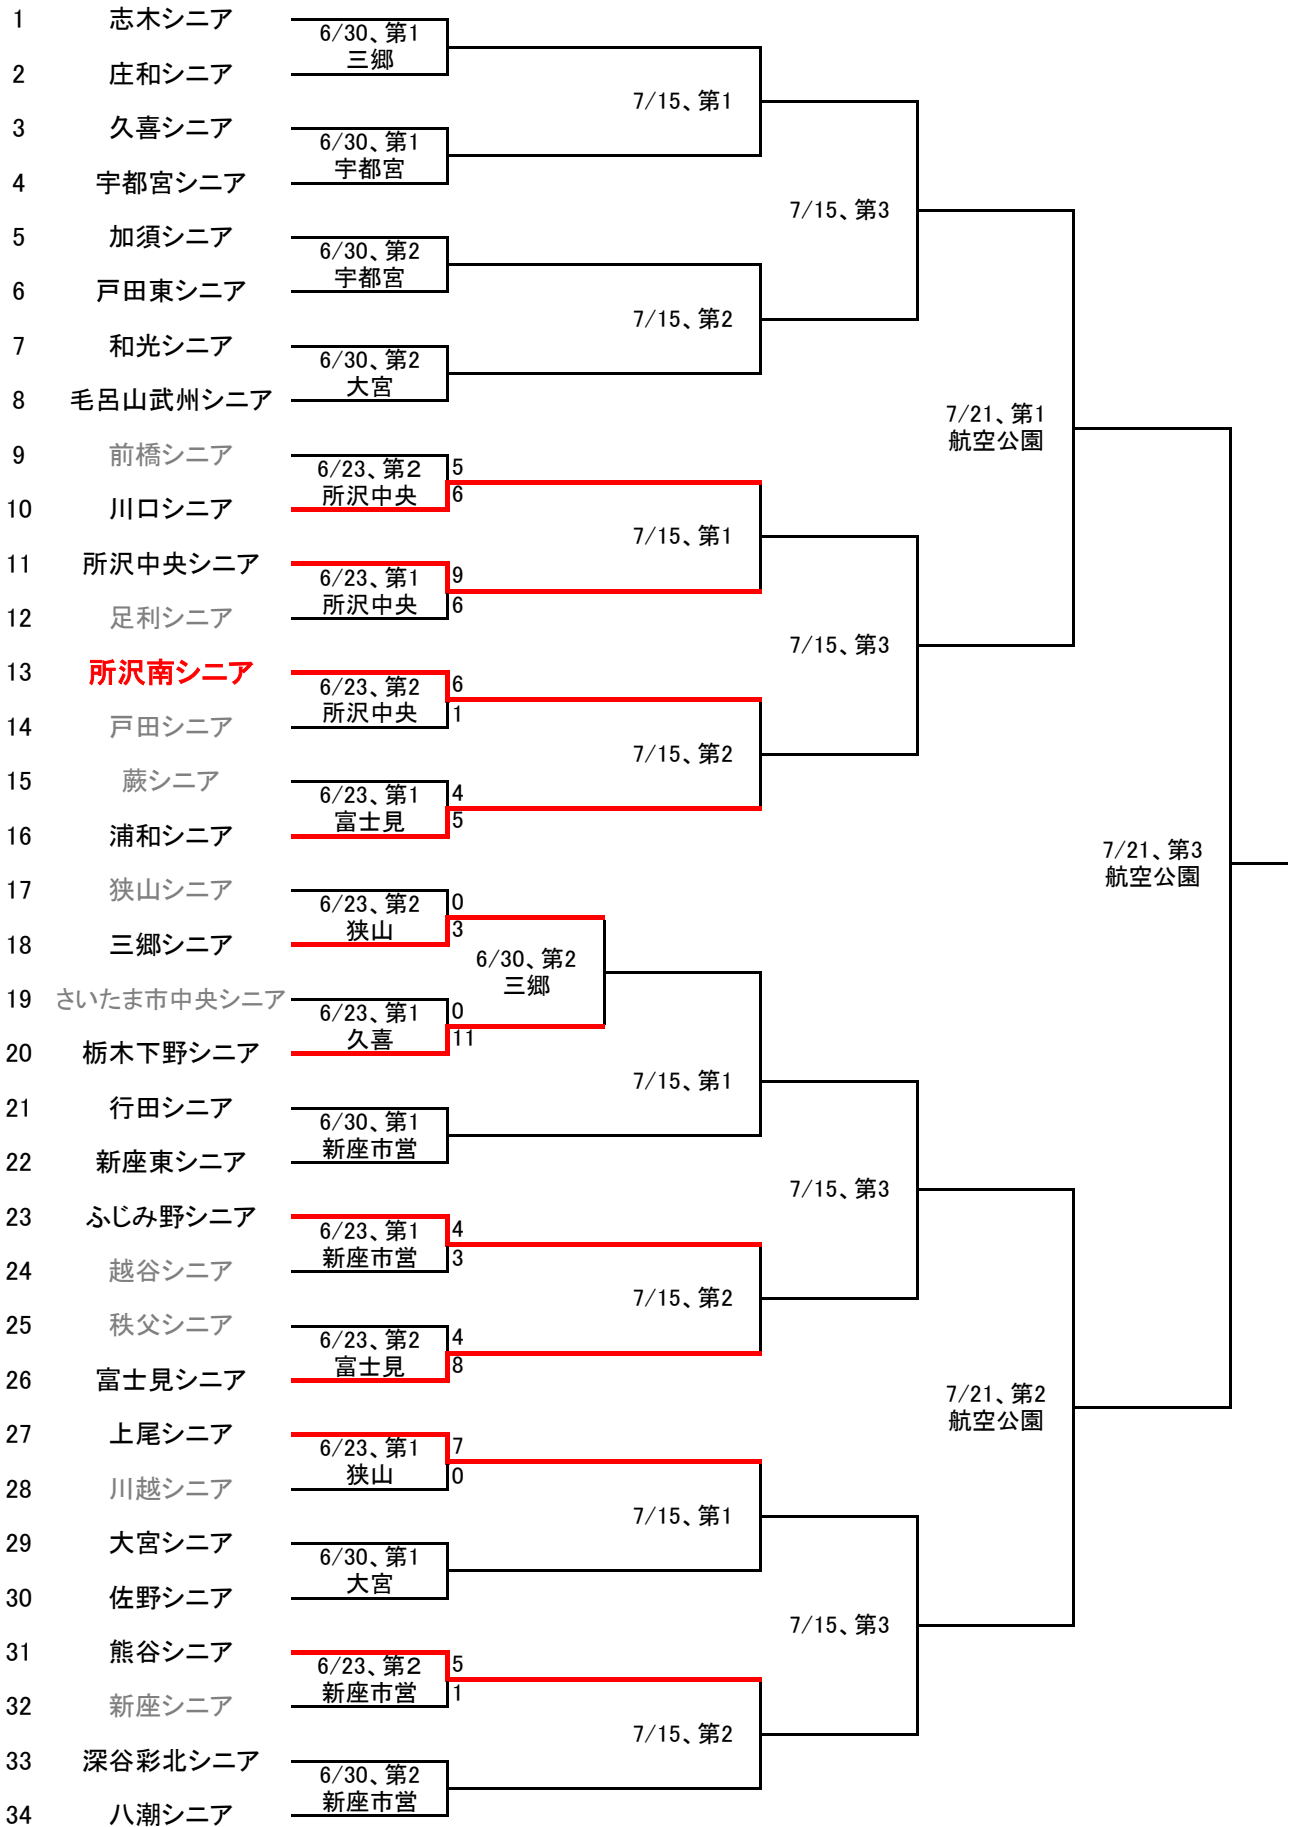 1 志木シニア
6/30、第1
三郷
2 庄和シニア
7/15、第1
3 久喜シニア
6/30、第1
宇都宮
4 宇都宮シニア
7/15、第3
5 加須シニア
6/30、第2
宇都宮
6 戸田東シニア
7/15、第2
7 和光シニア
6/30、第2
大宮
8 毛呂山武州シニア
7/21、第1
航空公園
9 前橋シニア
6/23、第2 5
所沢中央 6
10 川口シニア
7/15、第1
11 所沢中央シニア
6/23、第1 9
所沢中央 6
12 足利シニア
7/15、第3
13 所沢南シニア
6/23、第2 6
所沢中央 1
14 戸田シニア
7/15、第2
15 蕨シニア
6/23、第1 4
富士見 5
16 浦和シニア
7/21、第3
航空公園
17 狭山シニア
6/23、第2 0
狭山 3
18 三郷シニア
6/30、第2
三郷
19 さいたま市中央シニア
6/23、第1 0
久喜 11
20 栃木下野シニア
7/15、第1
21 行田シニア
6/30、第1
新座市営
22 新座東シニア
7/15、第3
23 ふじみ野シニア
6/23、第1 4
新座市営 3
24 越谷シニア
7/15、第2
25 秩父シニア
6/23、第2 4
富士見 8
26 富士見シニア
7/21、第2
航空公園
27 上尾シニア
6/23、第1 7
狭山 0
28 川越シニア
7/15、第1
29 大宮シニア
6/30、第1
大宮
30 佐野シニア
7/15、第3
31 熊谷シニア
6/23、第2 5
新座市営 1
32 新座シニア
7/15、第2
33 深谷彩北シニア
6/30、第2
新座市営
34 八潮シニア